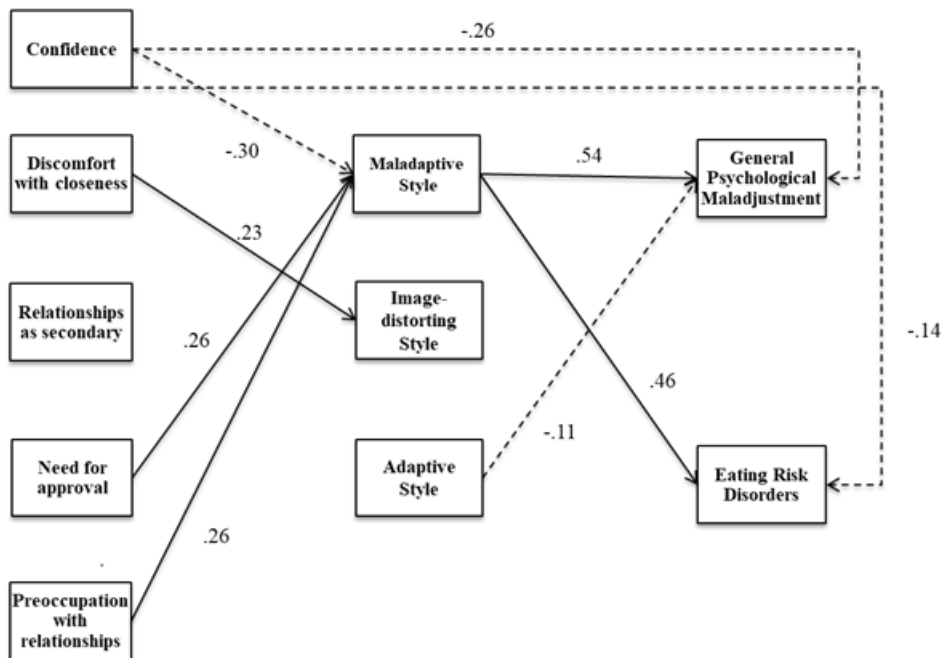 -.26
Confidence
-.30
Discomfort
with closeness
Maladaptive
Style
.54
General
Psychological
Maladjustment
.23
Relationships
as secondary
Image-
distorting
Style
.26
-.14
.46
-.11
Need for
approval
Adaptive
Style
Eating Risk
Disorders
.26
.
Preoccupation
with
relationships